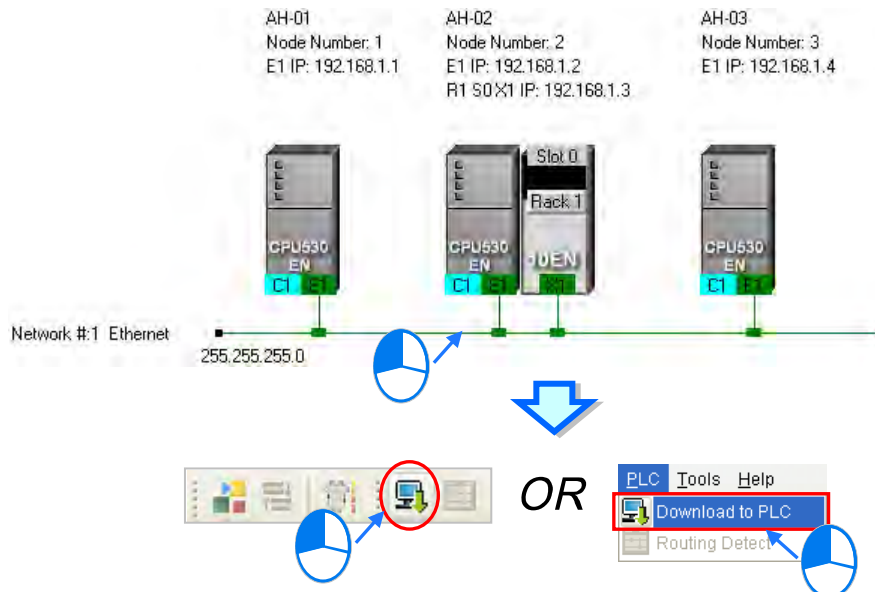 AH-01
Node Number: 1
E1 IP: 192.168.1.1
AH-02
Node Number: 2
E1 IP: 192.168.1.2
R1 S0 X1 IP: 192.168.1.3
AH-03
Node Number: 3
E1 IP: 192.168.1.4
CPU530
EN
C1 E1
CPU530
EN
C1 E1
Slot 0
Rack 1
10EN
X1
CPU530
EN
C1 E1
Network #:1 Ethernet
255.255.255.0
OR
PLC Tools Help
Download to PLC
Routing Detect